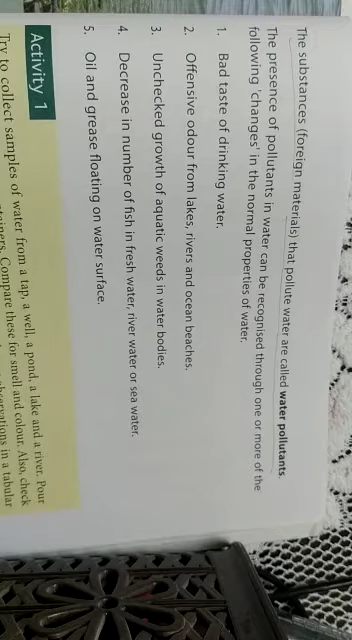 The substances (foreign materials) that pollute water are called water pollutants.
The presence of pollutants in water can be recognised through one or more of the
following 'changes' in the normal properties of water.
1. Bad taste of drinking water.
2. Offensive odour from lakes, rivers and ocean beaches.
3. Unchecked growth of aquatic weeds in water bodies.
4. Decrease in number of fish in fresh water, river water or sea water.
5. Oil and grease floating on water surface.
Activity 1
Try to collect samples of water from a tap, a well, a pond, a lake and a river. Pour
Compare these for smell and colour. Also, check
observations in a tabular